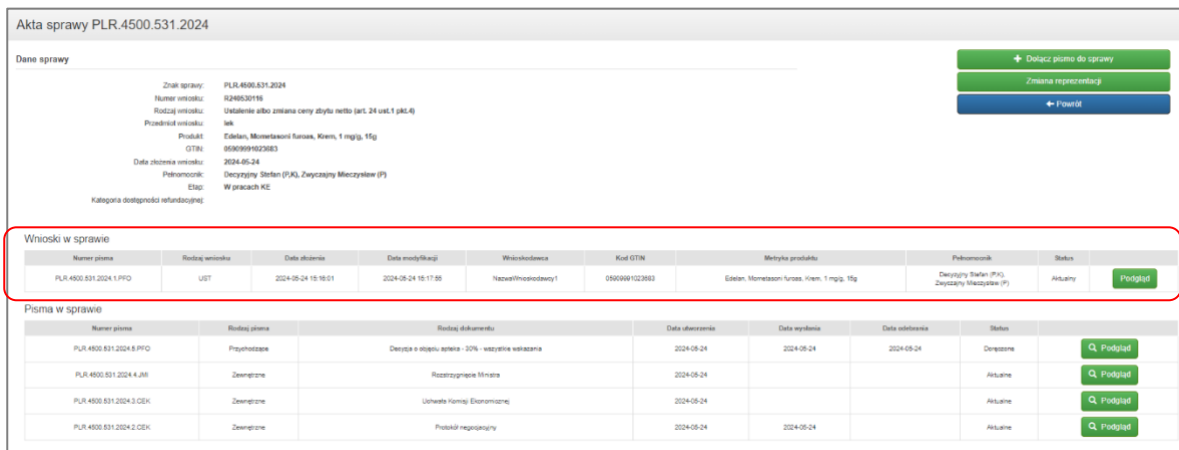 Akta sprawy PLR.4500.531.2024
Dane sprawy
+ Dołącz pismo do sprawy
Zmiana reprezentacji
← Powrót
Znak sprawy: PLR.4500.531.2024
Numer wniosku: R240530116
Rodzaj wniosku: Ustalenie albo zmiana ceny zbytu netto (art. 24 ust.1 pkt.4)
Przedmiot wniosku: lek
Produkt: Edelan, Mometasoni furoas, Krem, 1 mg/g, 15g
GTIN: 05909991023683
Data złożenia wniosku: 2024-05-24
Pełnomocnik: Decyzyjny Stefan (P,K), Zwyczajny Mieczysław (P)
Etap: W pracach KE
Kategoria dostępności refundacyjnej:
Wnioski w sprawie
Numer pisma Rodzaj wniosku Data złożenia Data modyfikacji Wnioskodawca Kod GTIN Metryka produktu Pełnomocnik Status
PLR.4500.531.2024.1.PFO UST 2024-05-24 15:16:01 2024-05-24 15:17:55 NazwaWnioskodawcy1 05909991023683 Edelan, Mometasoni furoas, Krem, 1 mg/g, 15g Decyzyjny Stefan (P,K), Zwyczajny Mieczysław (P) Aktualny Podgląd
Pisma w sprawie
Numer pisma Rodzaj pisma Rodzaj dokumentu Data utworzenia Data wysłania Data odebrania Status
PLR.4500.531.2024.5.PFO Przychodzące Decyzja o objęciu apteka - 30% - wszystkie wskazania 2024-05-24 2024-05-24 2024-05-24 Doręczone Podgląd
PLR.4500.531.2024.4.JMI Zewnętrzne Rozstrzygnięcie Ministra 2024-05-24 Aktualne Podgląd
PLR.4500.531.2024.3.CEK Zewnętrzne Uchwała Komisji Ekonomicznej 2024-05-24 Aktualne Podgląd
PLR.4500.531.2024.2.CEK Zewnętrzne Protokół negocjacyjny 2024-05-24 2024-05-24 Aktualne Podgląd